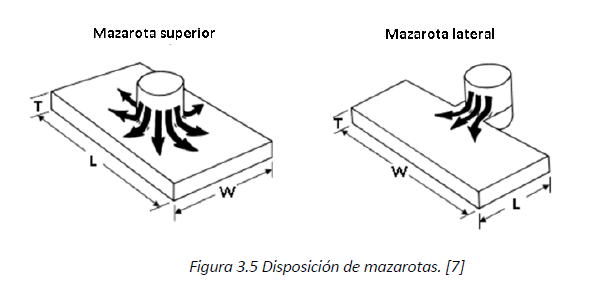 Mazarota superior
Mazarota lateral
T
L
W
T
W
L
Figura 3.5 Disposición de mazarotas. [7]